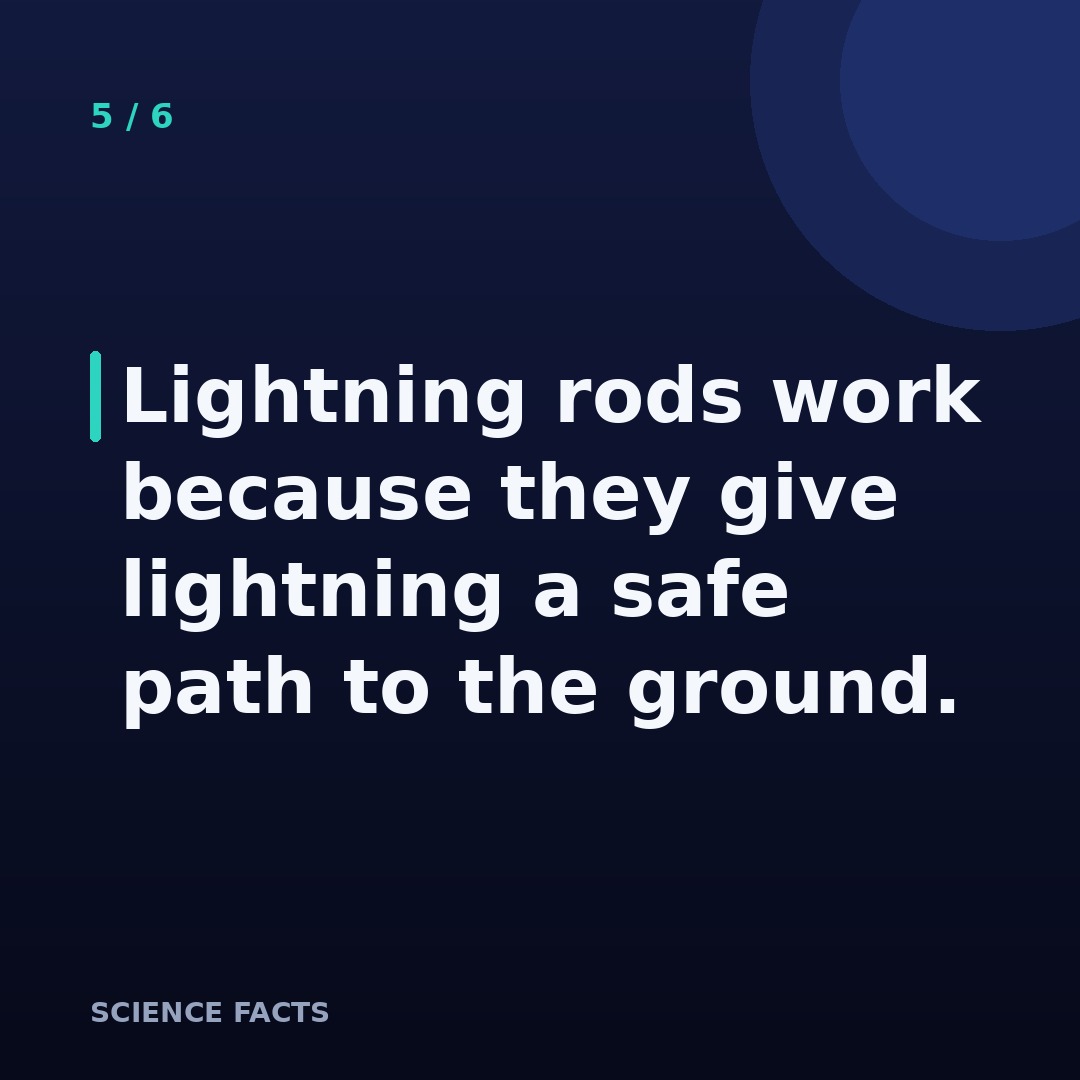 5 / 6
Lightning rods work
because they give
lightning a safe
path to the ground.
SCIENCE FACTS